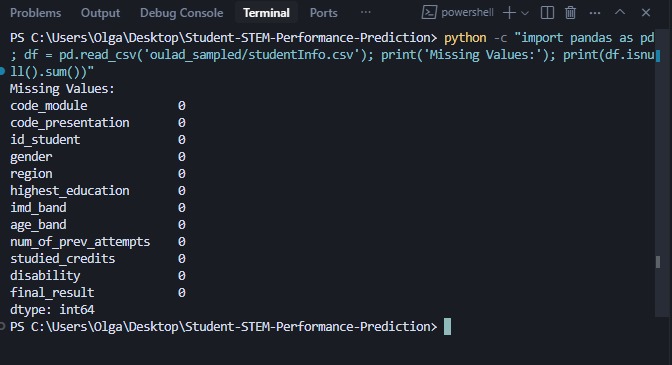 Problems Output Debug Console Terminal Ports ··· powershell
PS C:\Users\Olga\Desktop\Student-STEM-Performance-Prediction> python -c "import pandas as pd
; df = pd.read_csv('oulad_sampled/studentInfo.csv'); print('Missing Values:'); print(df.isnu
ll().sum())"
Missing Values:
code_module 0
code_presentation 0
id_student 0
gender 0
region 0
highest_education 0
imd_band 0
age_band 0
num_of_prev_attempts 0
studied_credits 0
disability 0
final_result 0
dtype: int64
PS C:\Users\Olga\Desktop\Student-STEM-Performance-Prediction>